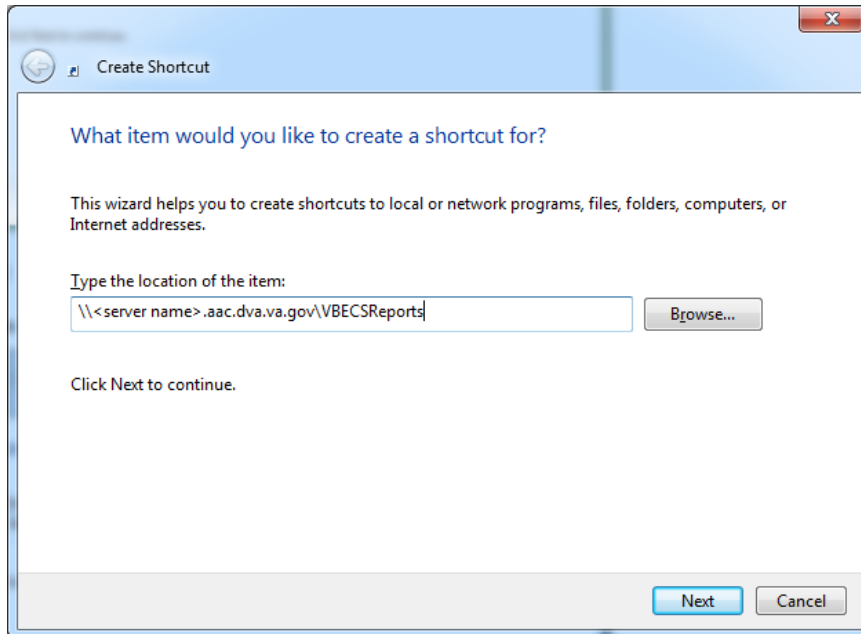 Create Shortcut
What item would you like to create a shortcut for?
This wizard helps you to create shortcuts to local or network programs, files, folders, computers, or
Internet addresses.
Type the location of the item:
\\<server name>.aac.dva.va.gov\VBECSReports
Browse...
Click Next to continue.
Next
Cancel